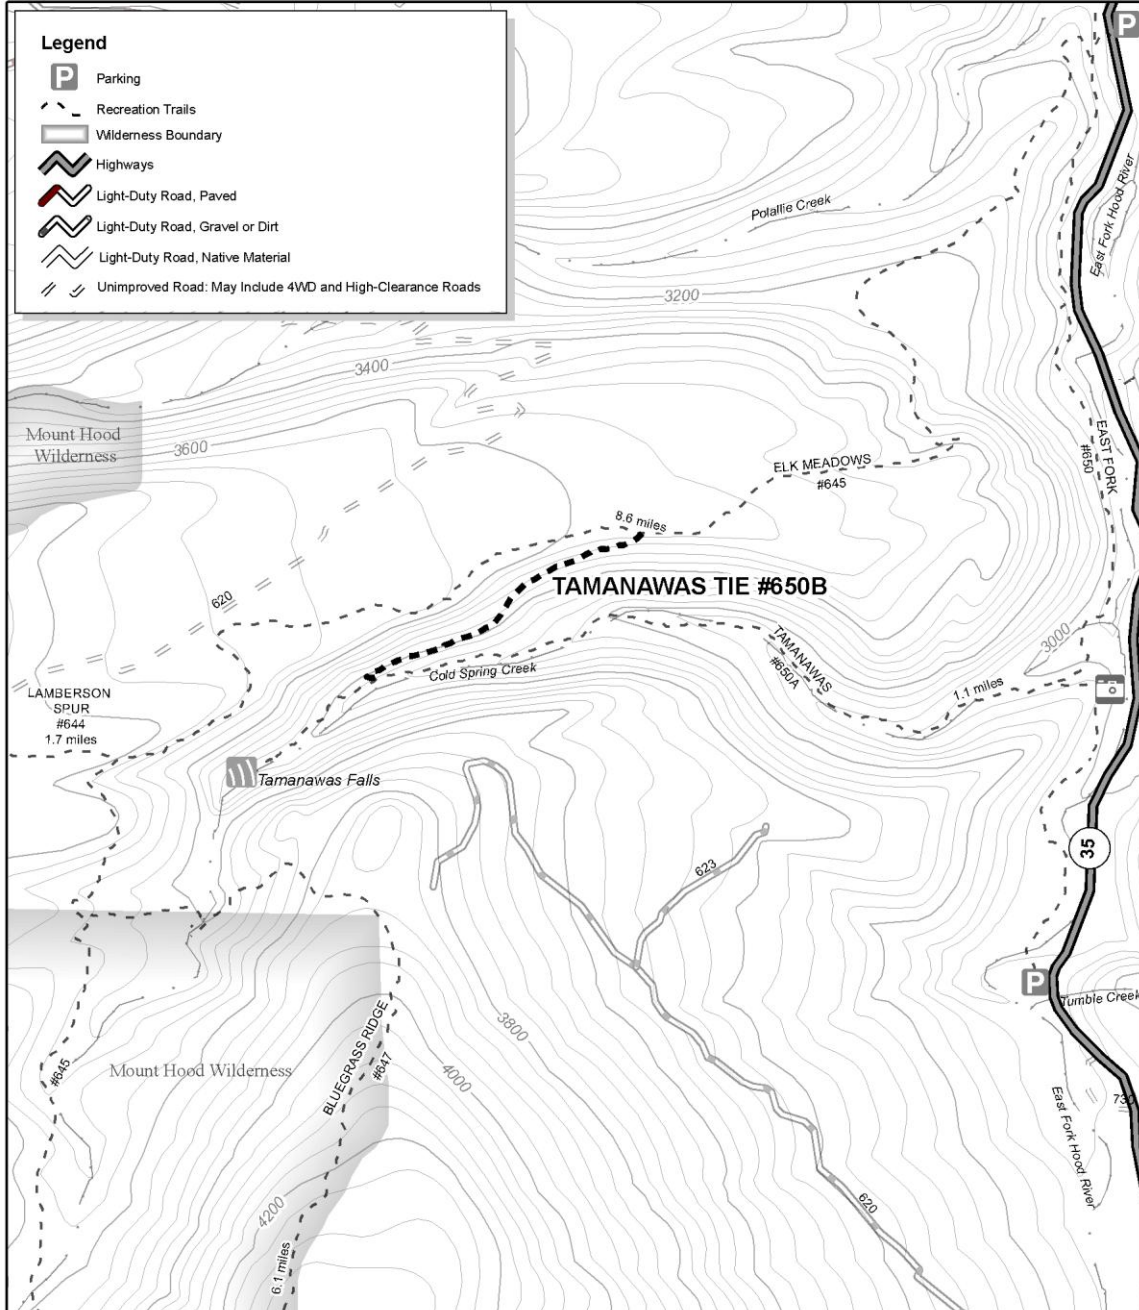 Legend
P
Parking
Recreation Trails
Wilderness Boundary
Highways
Light-Duty Road, Paved
Light-Duty Road, Gravel or Dirt
Light-Duty Road, Native Material
Unimproved Road: May Include 4WD and High-Clearance Roads
P
Polallie Creek
East Fork Hood River
3200
3400
Mount Hood
Wilderness
3600
ELK MEADOWS
#645
EAST FORK
#650
8.6 miles
TAMANAWAS TIE #650B
620
TAMANAWAS
#650A
3000
Cold Spring Creek
1.1 miles
LAMBERSON
SPUR
#644
1.7 miles
Tamanawas Falls
35
623
P
Tumble Creek
3800
BLUEGRASS RIDGE
#647
#645
Mount Hood Wilderness
4000
East Fork Hood River
730
4200
620
6.1 miles